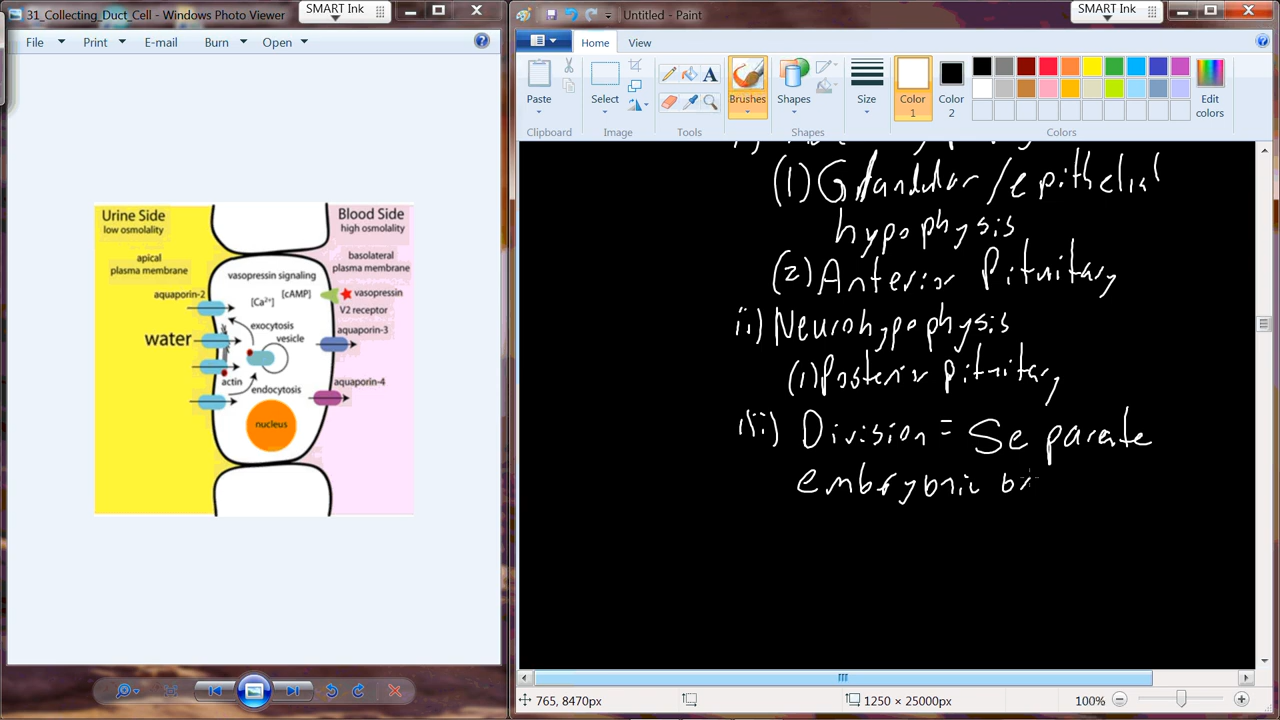 31_Collecting_Duct_Cell - Windows Photo Viewer
SMART Ink
File
Print
E-mail
Burn
Open
Urine Side
low osmolality
Blood Side
high osmolality
apical
plasma membrane
basolateral
plasma membrane
vasopressin signaling
[cAMP]
[Ca2+]
aquaporin-2
vasopressin
V2 receptor
exocytosis
water
vesicle
aquaporin-3
actin
endocytosis
aquaporin-4
nucleus
Untitled - Paint
SMART Ink
Home
View
Paste
Select
Brushes
Shapes
Size
Color
1
Color
2
Edit
colors
Clipboard
Image
Tools
Shapes
Colors
(1) Glandular/epithelial
hypophysis
(2) Anterior Pituitary
ii) Neurohypophysis
(1) Posterior pituitary
iii) Division = Separate
embryonic
765, 8470px
1250 × 25000px
100%